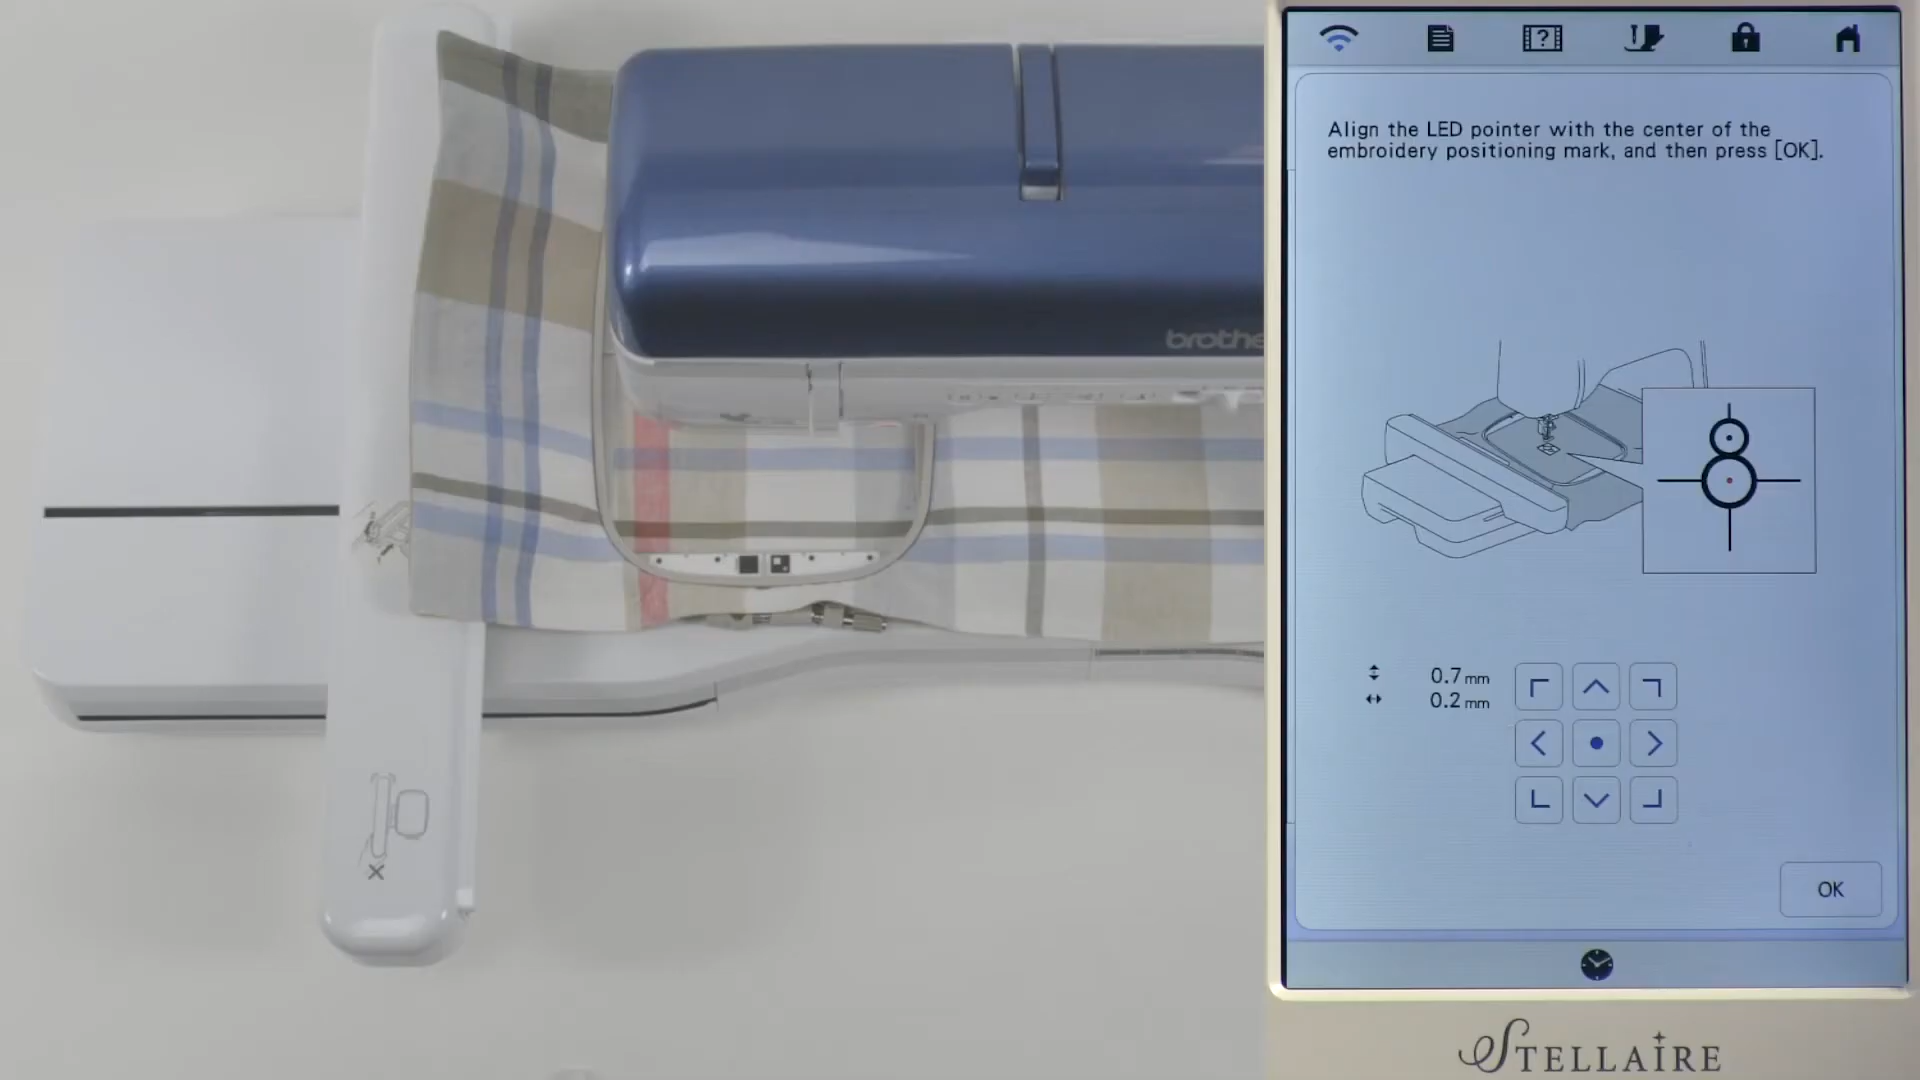 brothe
Align the LED pointer with the center of the
embroidery positioning mark, and then press [OK].
0.7 mm
0.2 mm
OK
STELLAIRE
X